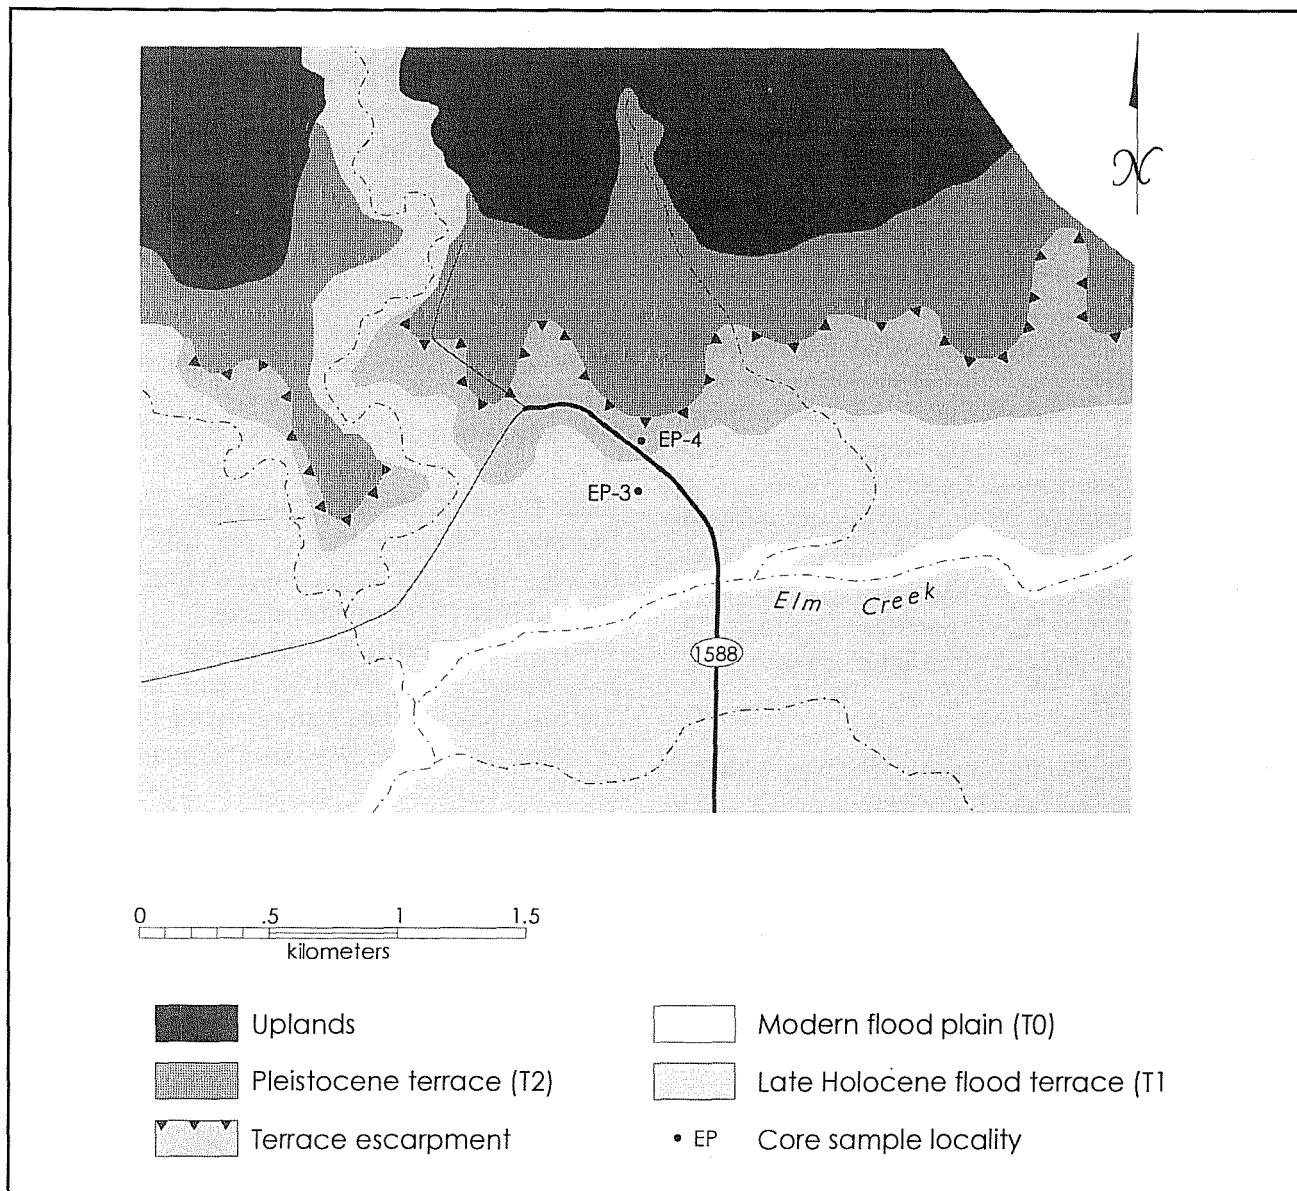 N
EP-4
EP-3
Elm Creek
1588
0 .5 1 1.5
kilometers
Uplands
Pleistocene terrace (T2)
Terrace escarpment
Modern flood plain (T0)
Late Holocene flood terrace (T1
EP Core sample locality